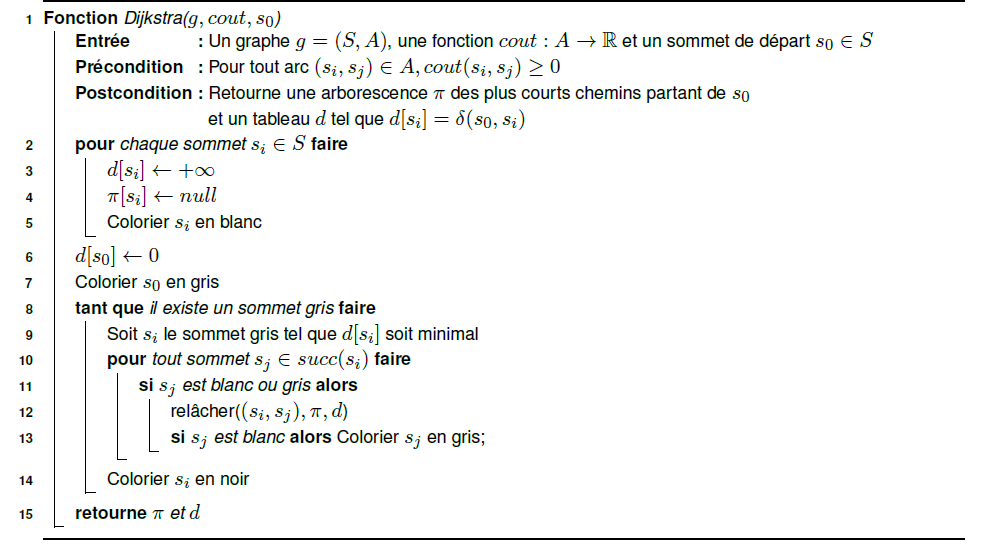 1 Fonction Dijkstra(g, cout, s₀)
Entrée : Un graphe g = (S, A), une fonction cout : A → ℝ et un sommet de départ s₀ ∈ S
Précondition : Pour tout arc (sᵢ, sⱼ) ∈ A, cout(sᵢ, sⱼ) ≥ 0
Postcondition : Retourne une arborescence π des plus courts chemins partant de s₀
et un tableau d tel que d[sᵢ] = δ(s₀, sᵢ)
2 pour chaque sommet sᵢ ∈ S faire
3 d[sᵢ] ← +∞
4 π[sᵢ] ← null
5 Colorier sᵢ en blanc
6 d[s₀] ← 0
7 Colorier s₀ en gris
8 tant que il existe un sommet gris faire
9 Soit sᵢ le sommet gris tel que d[sᵢ] soit minimal
10 pour tout sommet sⱼ ∈ succ(sᵢ) faire
11 si sⱼ est blanc ou gris alors
12 relâcher((sᵢ, sⱼ), π, d)
13 si sⱼ est blanc alors Colorier sⱼ en gris;
14 Colorier sᵢ en noir
15 retourne π et d